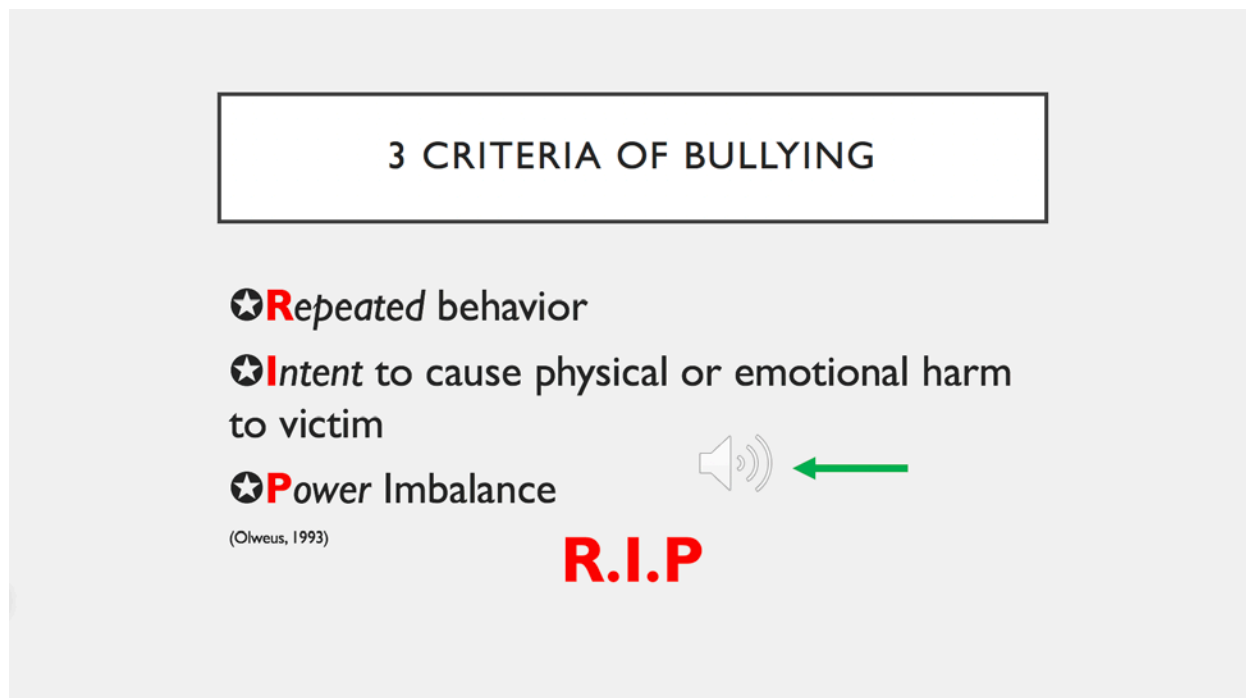 3 CRITERIA OF BULLYING
✪Repeated behavior
✪Intent to cause physical or emotional harm
to victim
✪Power Imbalance
(Olweus, 1993)
R.I.P